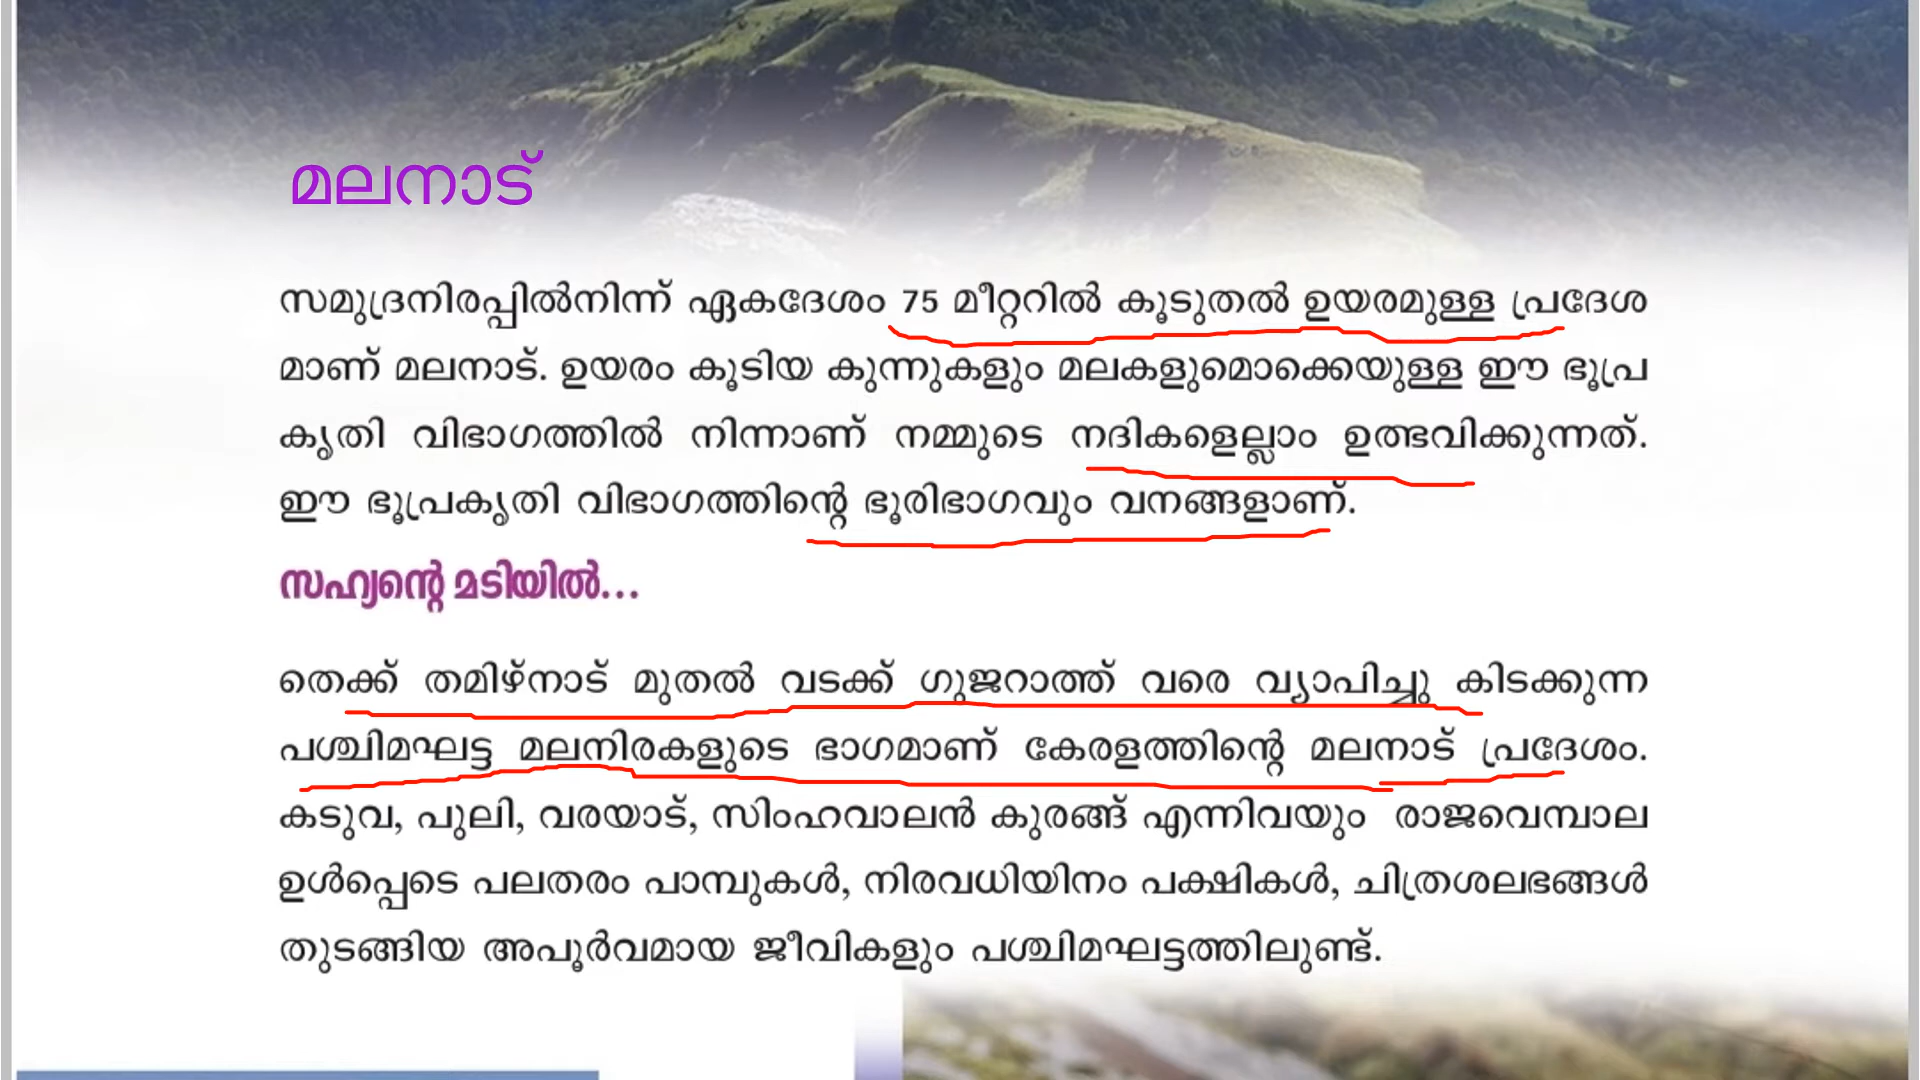 മലനാട്
സമുദ്രനിരപ്പിൽനിന്ന് ഏകദേശം 75 മീറ്ററിൽ കൂടുതൽ ഉയരമുള്ള പ്രദേശ
മാണ് മലനാട്. ഉയരം കൂടിയ കുന്നുകളും മലകളുമൊക്കെയുള്ള ഈ ഭൂപ്ര
കൃതി വിഭാഗത്തിൽ നിന്നാണ് നമ്മുടെ നദികളെല്ലാം ഉത്ഭവിക്കുന്നത്.
ഈ ഭൂപ്രകൃതി വിഭാഗത്തിന്റെ ഭൂരിഭാഗവും വനങ്ങളാണ്.
സഹ്യന്റെ മടിയിൽ...
തെക്ക് തമിഴ്നാട് മുതൽ വടക്ക് ഗുജറാത്ത് വരെ വ്യാപിച്ചു കിടക്കുന്ന
പശ്ചിമഘട്ട മലനിരകളുടെ ഭാഗമാണ് കേരളത്തിന്റെ മലനാട് പ്രദേശം.
കടുവ, പുലി, വരയാട്, സിംഹവാലൻ കുരങ്ങ് എന്നിവയും രാജവെമ്പാല
ഉൾപ്പെടെ പലതരം പാമ്പുകൾ, നിരവധിയിനം പക്ഷികൾ, ചിത്രശലഭങ്ങൾ
തുടങ്ങിയ അപൂർവമായ ജീവികളും പശ്ചിമഘട്ടത്തിലുണ്ട്.